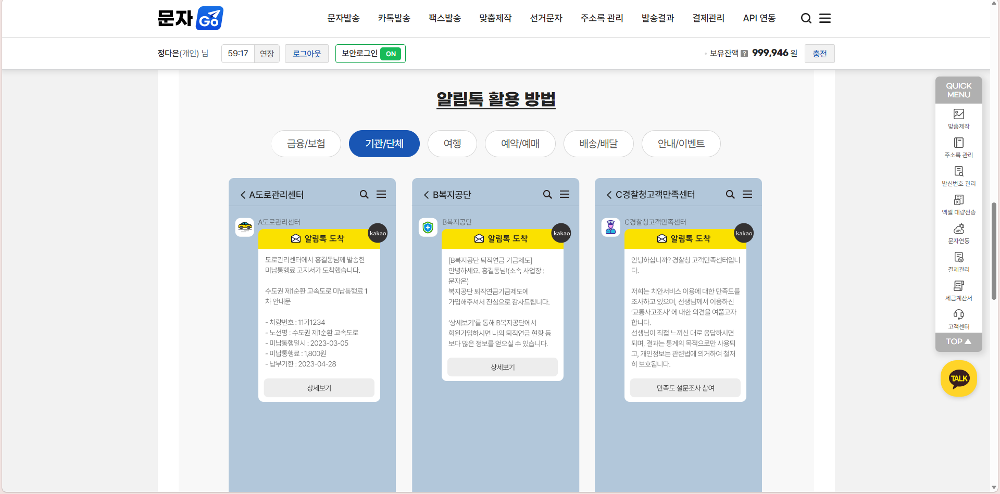 문자 Go
문자발송 카톡발송 팩스발송 맞춤제작 선거문자 주소록 관리 발송결과 결제관리 API 연동
정다은(개인) 님 59:17 연장 로그아웃 보안로그인 ON 보유잔액 ? 999,946 원 충전
알림톡 활용 방법
금융/보험 기관/단체 여행 예약/예매 배송/배달 안내/이벤트
A도로관리센터
A도로관리센터
알림톡 도착
kakao
도로관리센터에서 홍길동님께 발송한
미납통행료 고지서가 도착했습니다.
수도권 제1순환 고속도로 미납통행료 1
차 안내문
- 차량번호 : 11가1234
- 노선명 : 수도권 제1순환 고속도로
- 미납통행일시 : 2023-03-05
- 미납통행료 : 1,800원
- 납부기한 : 2023-04-28
상세보기
B복지공단
B복지공단
알림톡 도착
kakao
[B복지공단 퇴직연금 기금제도]
안녕하세요. 홍길동님!(소속 사업장 :
문자온)
복지공단 퇴직연금기금제도에
가입해주셔서 진심으로 감사드립니다.
‘상세보기’를 통해 B복지공단에서
회원가입하시면 나의 퇴직연금 현황 등
보다 많은 정보를 얻으실 수 있습니다.
상세보기
C경찰청고객만족센터
C경찰청고객만족센터
알림톡 도착
kakao
안녕하십니까? 경찰청 고객만족센터입니
다.
저희는 치안서비스 이용에 대한 만족도를
조사하고 있으며, 선생님께서 이용하신
‘교통사고조사’ 에 대한 의견을 여쭙고자
합니다.
선생님이 직접 느끼신 대로 응답하시면
되며, 결과는 통계의 목적으로만 사용되
고, 개인정보는 관련법에 의거하여 철저
히 보호됩니다.
만족도 설문조사 참여
QUICK
MENU
맞춤제작
주소록 관리
발신번호 관리
엑셀 대량전송
API
문자연동
결제관리
세금계산서
고객센터
TOP
TALK